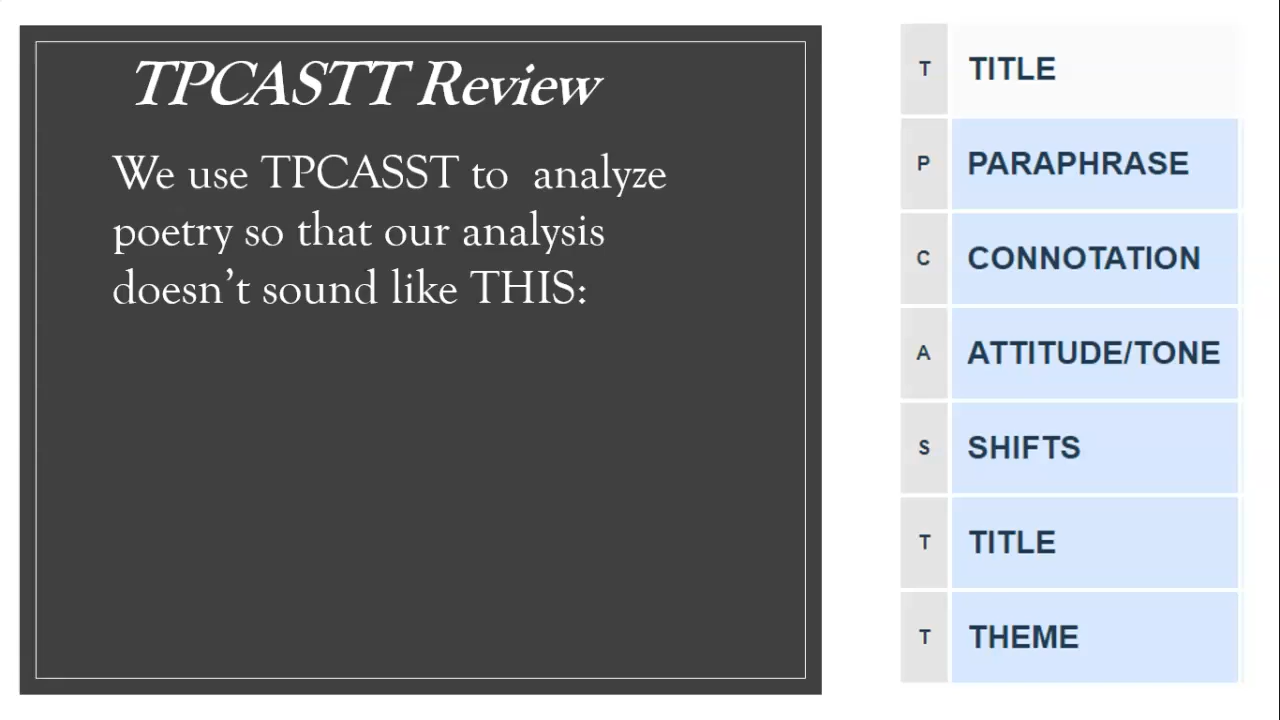 TPCASTT Review
We use TPCASST to analyze
poetry so that our analysis
doesn’t sound like THIS:
T TITLE
P PARAPHRASE
C CONNOTATION
A ATTITUDE/TONE
S SHIFTS
T TITLE
T THEME